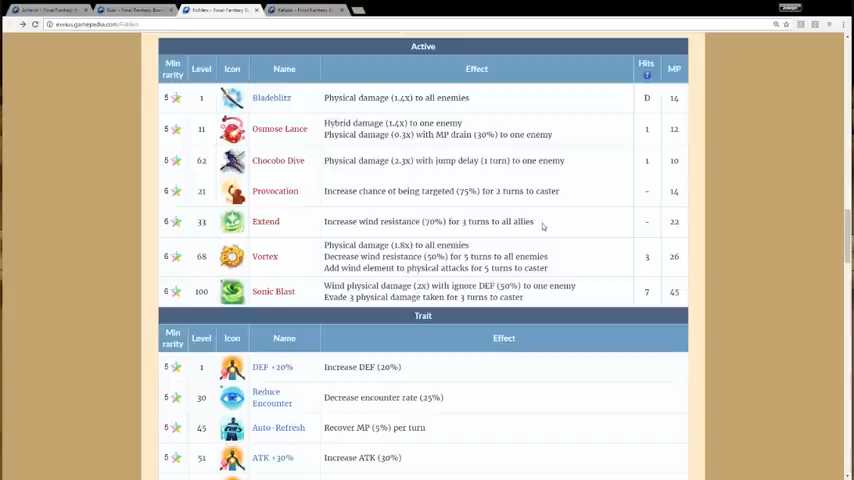 exvius.gamepedia.com/Fohlen
Active
Min rarity Level Icon Name Effect Hits ? MP
5 1 Bladeblitz Physical damage (1.4x) to all enemies D 14
5 11 Osmose Lance Hybrid damage (1.4x) to one enemy
Physical damage (0.3x) with MP drain (30%) to one enemy 1 12
5 62 Chocobo Dive Physical damage (2.3x) with jump delay (1 turn) to one enemy 1 10
6 21 Provocation Increase chance of being targeted (75%) for 2 turns to caster - 14
6 33 Extend Increase wind resistance (70%) for 3 turns to all allies - 22
6 68 Vortex Physical damage (1.8x) to all enemies
Decrease wind resistance (50%) for 5 turns to all enemies
Add wind element to physical attacks for 5 turns to caster 3 26
6 100 Sonic Blast Wind physical damage (2x) with ignore DEF (50%) to one enemy
Evade 3 physical damage taken for 3 turns to caster 7 45
Trait
Min rarity Level Icon Name Effect
5 1 DEF +20% Increase DEF (20%)
5 30 Reduce Encounter Decrease encounter rate (25%)
5 45 Auto-Refresh Recover MP (5%) per turn
5 51 ATK +30% Increase ATK (30%)